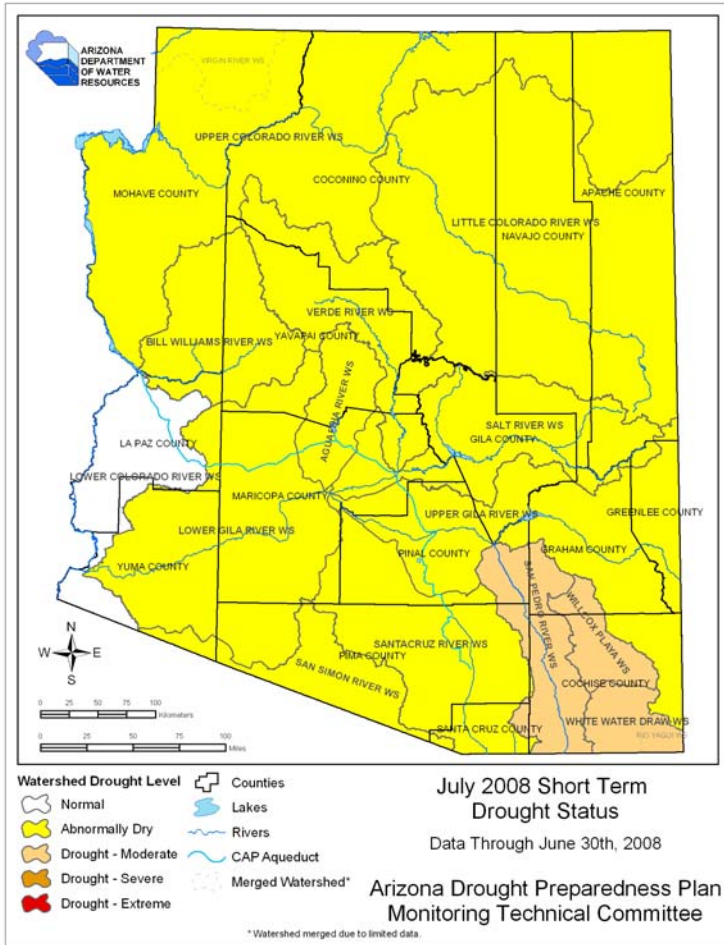 ARIZONA
DEPARTMENT
OF WATER
RESOURCES
VIRGIN RIVER WS
UPPER COLORADO RIVER WS
COCONINO COUNTY
APACHE COUNTY
MOHAVE COUNTY
LITTLE COLORADO RIVER WS
NAVAJO COUNTY
VERDE RIVER WS
YAVAPAI COUNTY
BILL WILLIAMS RIVER WS
AGUA FRIA RIVER WS
SALT RIVER WS
GILA COUNTY
LA PAZ COUNTY
LOWER COLORADO RIVER WS
MARICOPA COUNTY
UPPER GILA RIVER WS
GREENLEE COUNTY
LOWER GILA RIVER WS
PINAL COUNTY
GRAHAM COUNTY
YUMA COUNTY
SAN PEDRO RIVER WS
WILLCOX PLAYA WS
SANTACRUZ RIVER WS
PIMA COUNTY
SAN SIMON RIVER WS
COCHISE COUNTY
SANTA CRUZ COUNTY
WHITE WATER DRAW WS
RIO YAQUI WS
N
W E
S
0 25 50 75 100
Kilometers
0 25 50 100
Miles
Watershed Drought Level
Normal
Abnormally Dry
Drought - Moderate
Drought - Severe
Drought - Extreme
Counties
Lakes
Rivers
CAP Aqueduct
Merged Watershed*
July 2008 Short Term
Drought Status
Data Through June 30th, 2008
Arizona Drought Preparedness Plan
Monitoring Technical Committee
* Watershed merged due to limited data.